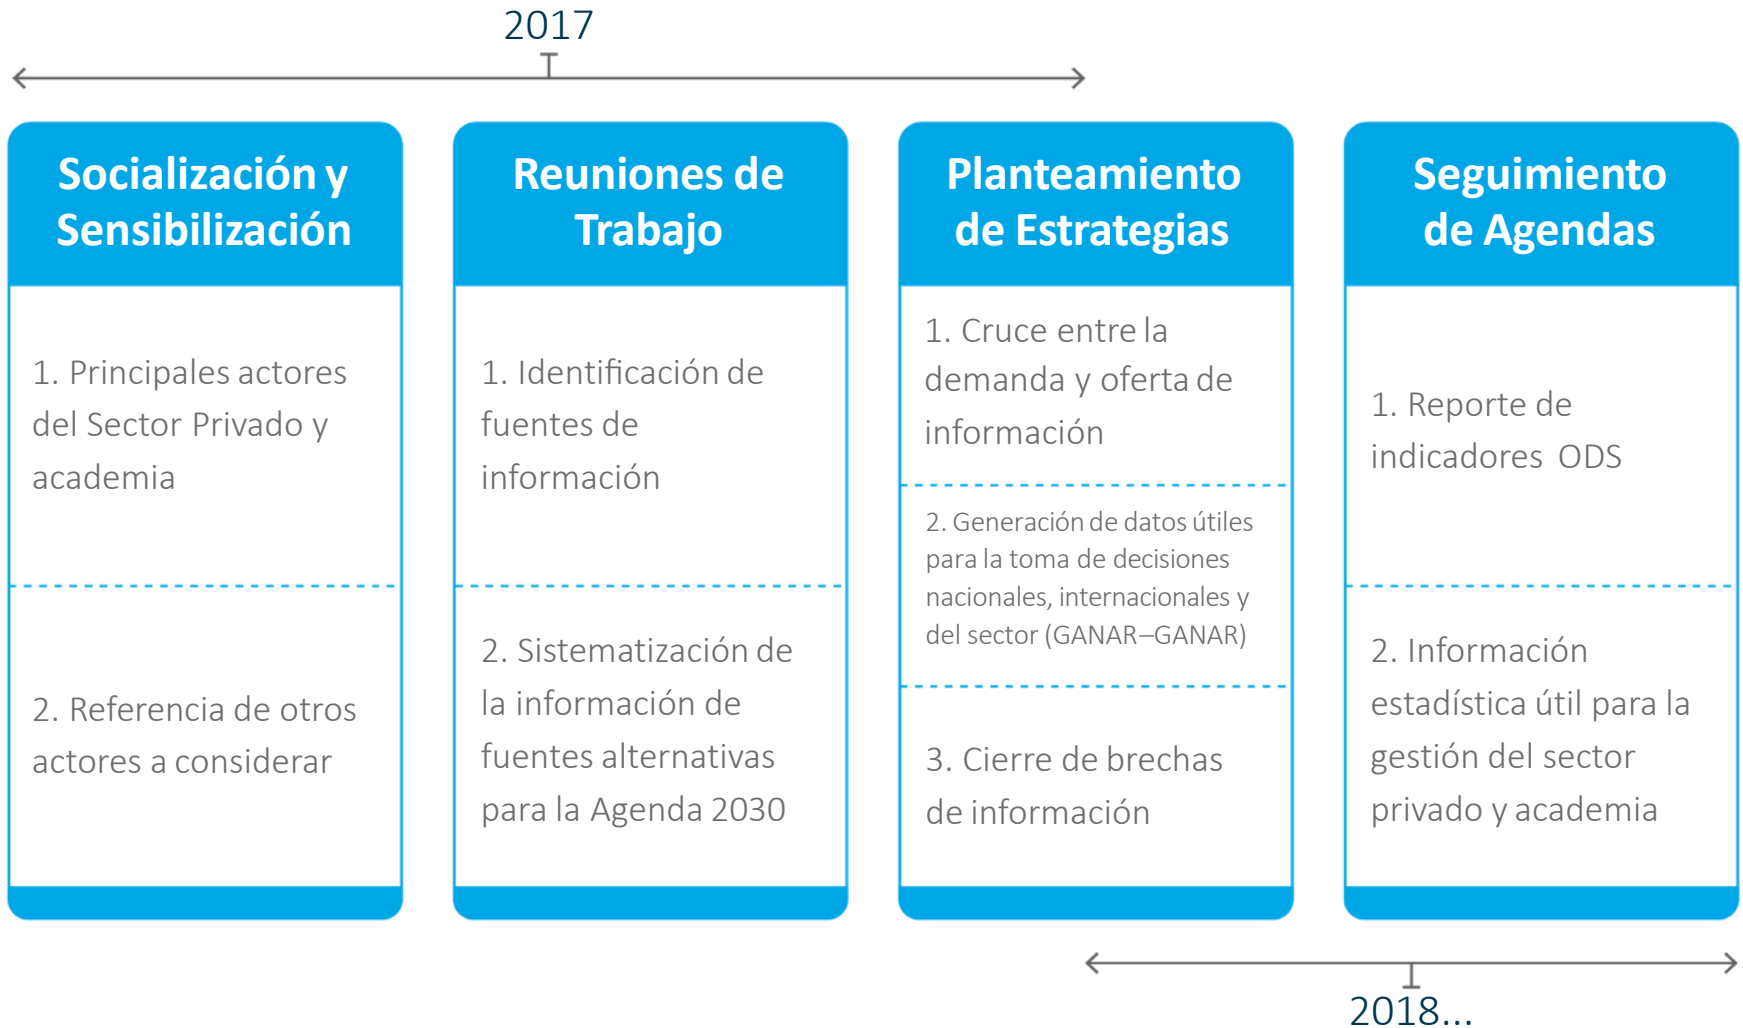 2017
Socialización y
Sensibilización
1. Principales actores
del Sector Privado y
academia
2. Referencia de otros
actores a considerar
Reuniones de
Trabajo
1. Identificación de
fuentes de
información
2. Sistematización de
la información de
fuentes alternativas
para la Agenda 2030
Planteamiento
de Estrategias
1. Cruce entre la
demanda y oferta de
información
2. Generación de datos útiles
para la toma de decisiones
nacionales, internacionales y
del sector (GANAR–GANAR)
3. Cierre de brechas
de información
Seguimiento
de Agendas
1. Reporte de
indicadores ODS
2. Información
estadística útil para la
gestión del sector
privado y academia
2018...